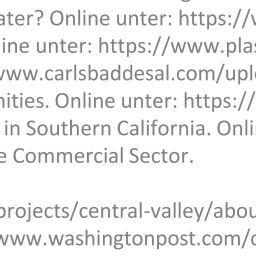 ater? Online unter: https://w
ine unter: https://www.plas
www.carlsbaddesal.com/upl
nities. Online unter: https://
in Southern California. Onli
e Commercial Sector.
projects/central-valley/abou
www.washingtonpost.com/c